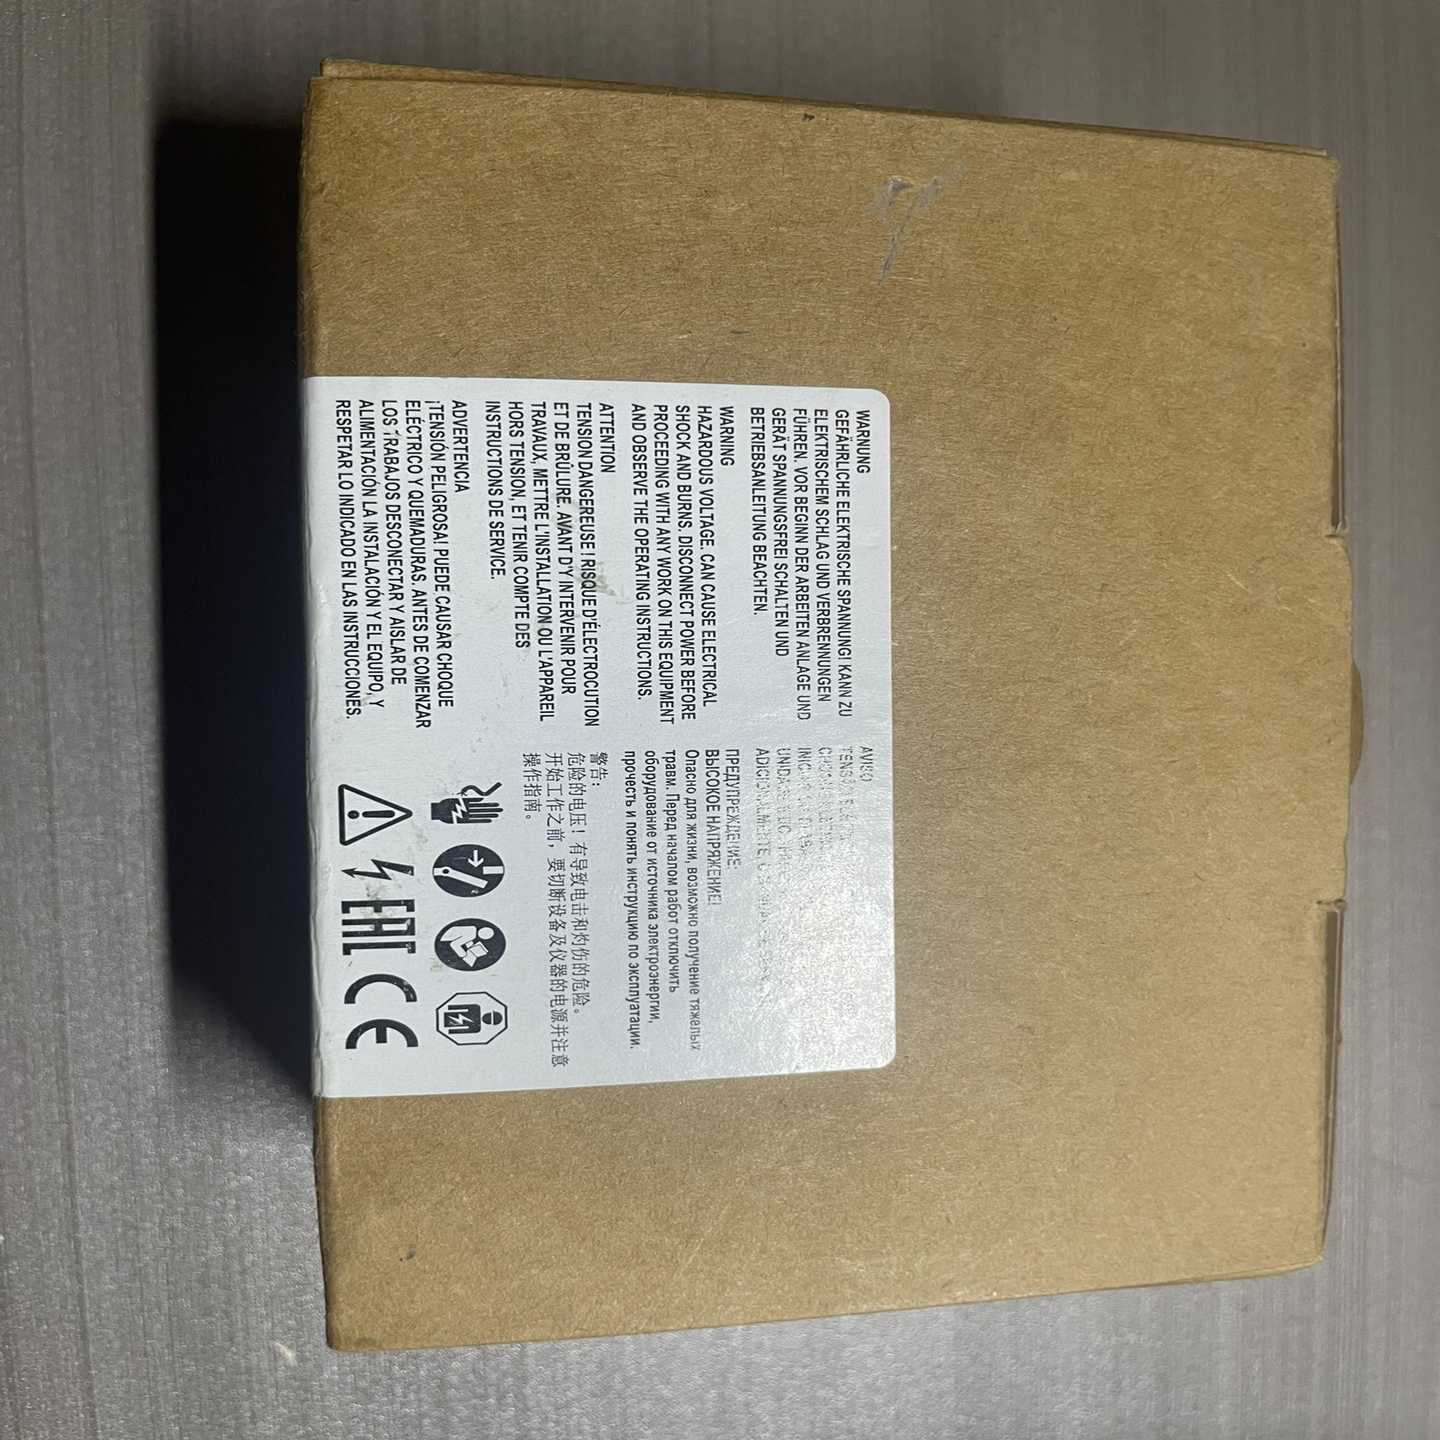 WARNUNG
GEFÄHRLICHE ELEKTRISCHE SPANNUNG! KANN ZU
ELEKTRISCHEM SCHLAG UND VERBRENNUNGEN
FÜHREN. VOR BEGINN DER ARBEITEN ANLAGE UND
GERÄT SPANNUNGSFREI SCHALTEN UND
BETRIEBSANLEITUNG BEACHTEN.
WARNING
HAZARDOUS VOLTAGE. CAN CAUSE ELECTRICAL
SHOCK AND BURNS. DISCONNECT POWER BEFORE
PROCEEDING WITH ANY WORK ON THIS EQUIPMENT
AND OBSERVE THE OPERATING INSTRUCTIONS.
ATTENTION
TENSION DANGEREUSE ! RISQUE D'ÉLECTROCUTION
ET DE BRÛLURE. AVANT D'Y INTERVENIR POUR
TRAVAUX, METTRE L'INSTALLATION OU L'APPAREIL
HORS TENSION, ET TENIR COMPTE DES
INSTRUCTIONS DE SERVICE.
ADVERTENCIA
¡TENSIÓN PELIGROSA! PUEDE CAUSAR CHOQUE
ELÉCTRICO Y QUEMADURAS. ANTES DE COMENZAR
LOS TRABAJOS DESCONECTAR Y AISLAR DE
ALIMENTACIÓN LA INSTALACIÓN Y EL EQUIPO, Y
RESPETAR LO INDICADO EN LAS INSTRUCCIONES.
AVISO
ADICIONALMENTE,
ПРЕДУПРЕЖДЕНИЕ:
ВЫСОКОЕ НАПРЯЖЕНИЕ!
Опасно для жизни, возможно получение тяжелых
травм. Перед началом работ отключить
оборудование от источника электроэнергии,
прочесть и понять инструкцию по эксплуатации.
警告：
危险的电压！有导致电击和灼伤的危险。
开始工作之前，要切断设备及仪器的电源并注意
操作指南。
EAC CE